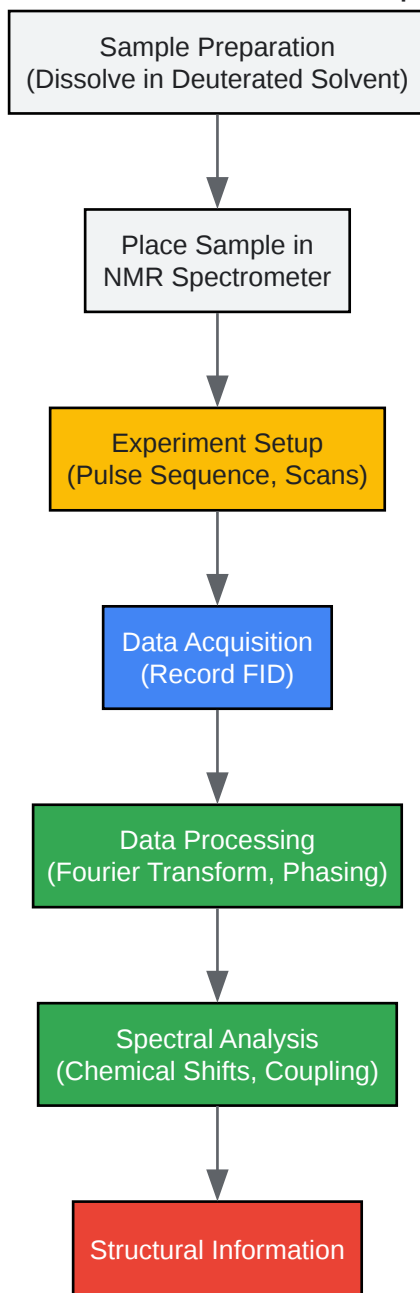 Sample Preparation
(Dissolve in Deuterated Solvent)
Place Sample in
NMR Spectrometer
Experiment Setup
(Pulse Sequence, Scans)
Data Acquisition
(Record FID)
Data Processing
(Fourier Transform, Phasing)
Spectral Analysis
(Chemical Shifts, Coupling)
Structural Information